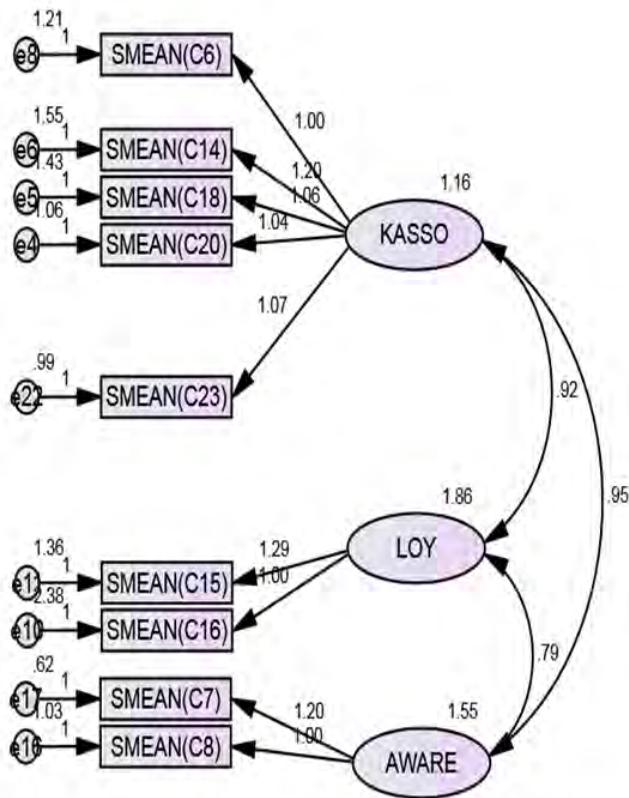 1.21
e8
1
SMEAN(C6)
1.00
1.55
e6
1
SMEAN(C14)
1.20
1.16
1.43
e5
1
SMEAN(C18)
1.06
KASSO
1.06
e4
1
SMEAN(C20)
1.04
1.07
.99
e22
1
SMEAN(C23)
.92
.95
1.86
1.36
e11
1
SMEAN(C15)
1.29
LOY
2.38
e10
1
SMEAN(C16)
1.00
.79
.62
e17
1
SMEAN(C7)
1.20
1.55
1.03
e16
1
SMEAN(C8)
1.00
AWARE